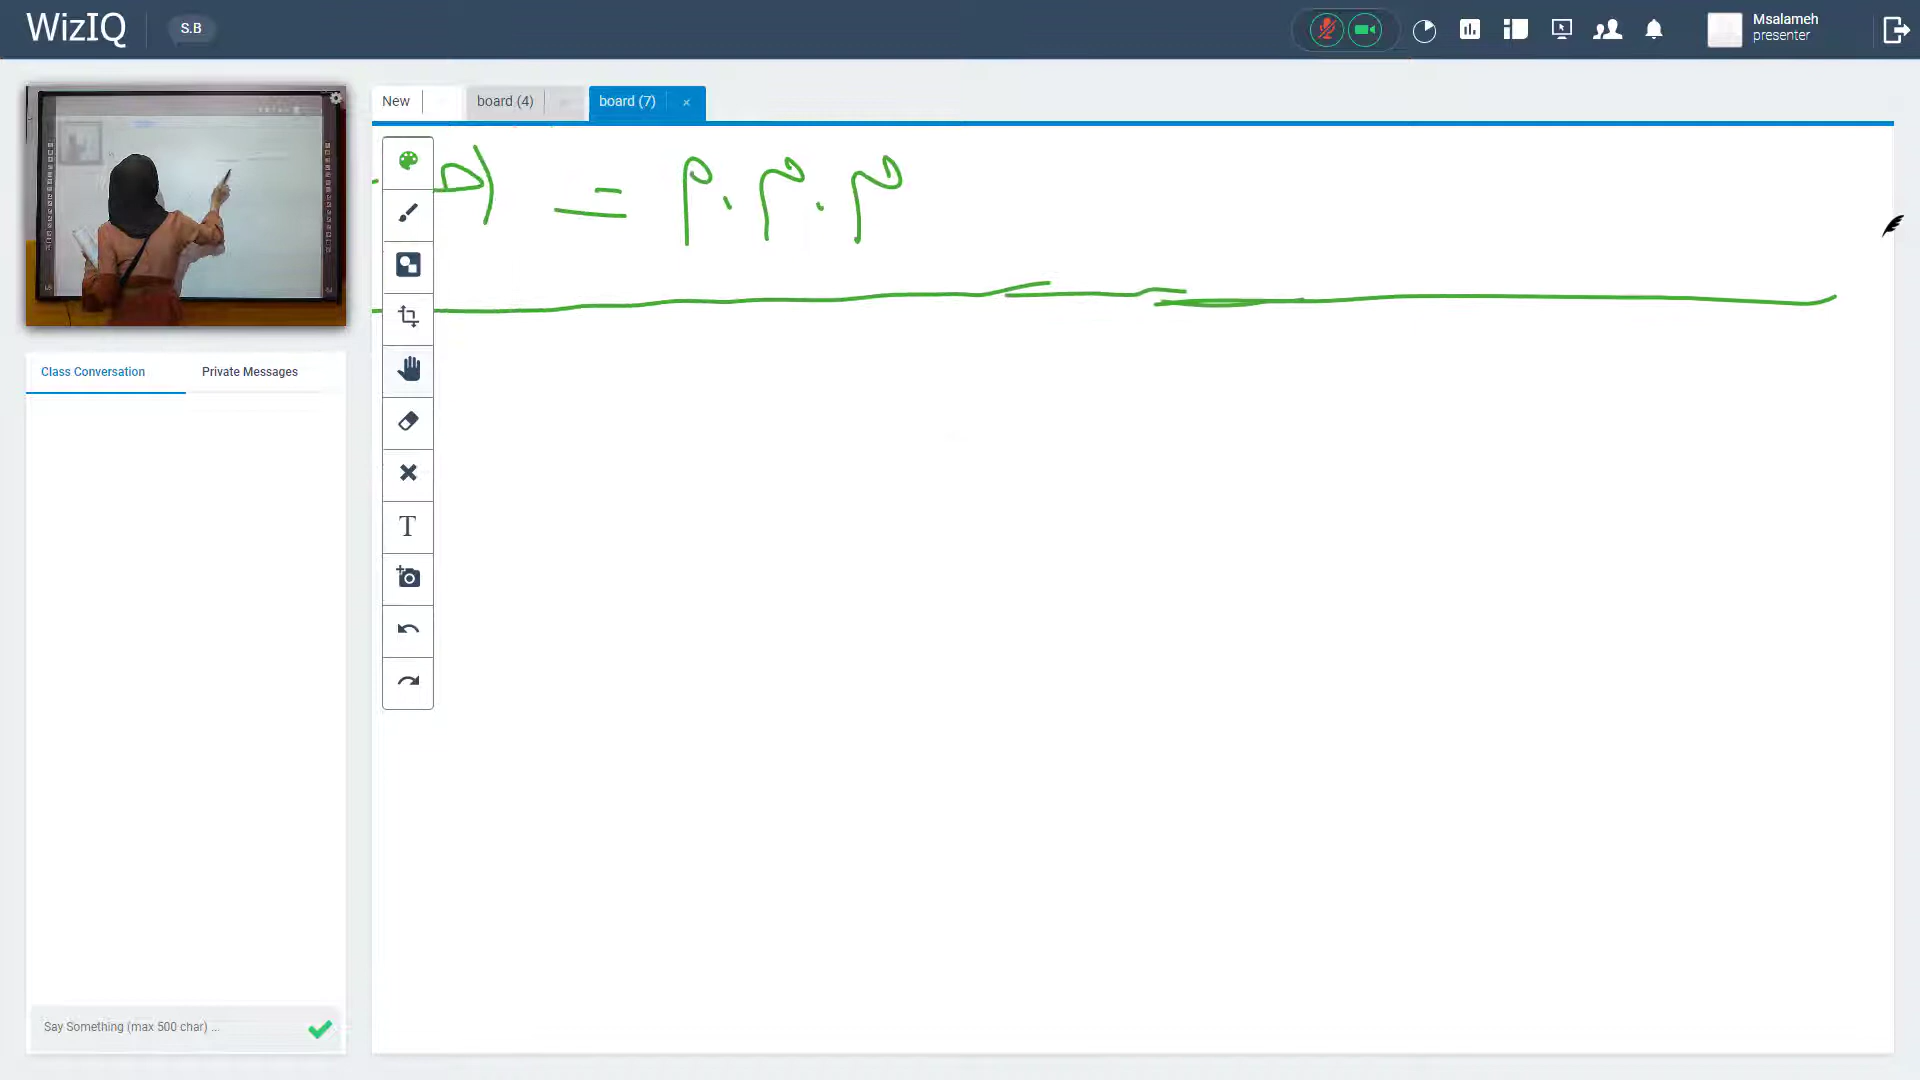 WizIQ S.B Msalameh
presenter
New board (4) board (7) ×
) = ρ . ρ . ρ
Class Conversation Private Messages
T
Say Something (max 500 char) ...